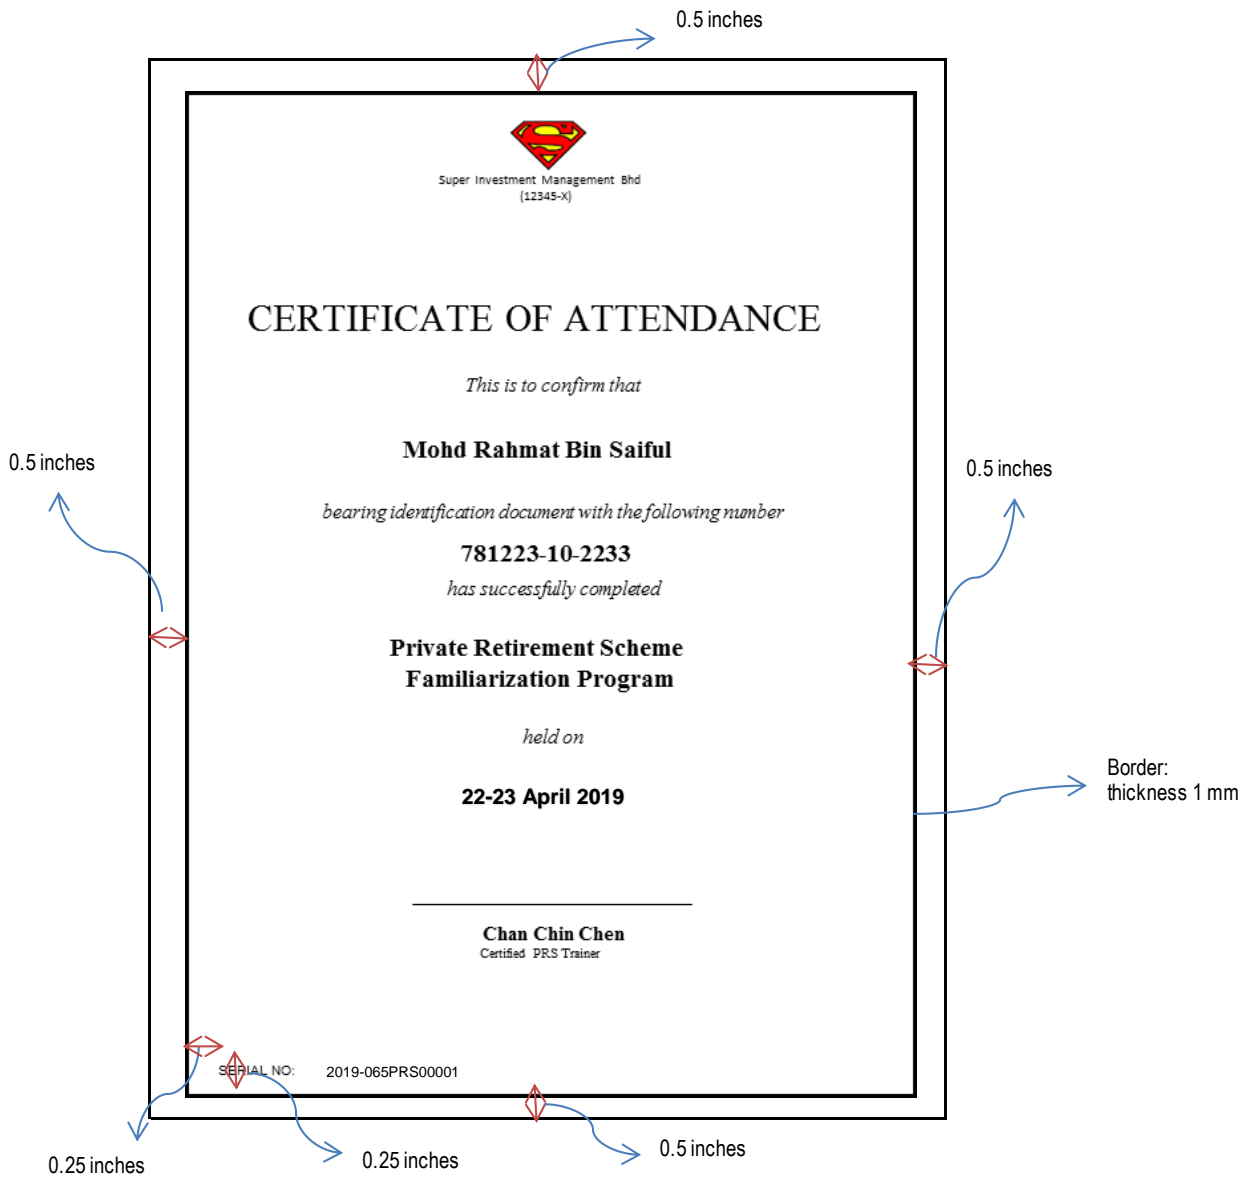 0.5 inches
Super Investment Management Bhd
(12345-X)
CERTIFICATE OF ATTENDANCE
This is to confirm that
Mohd Rahmat Bin Saiful
0.5 inches
0.5 inches
bearing identification document with the following number
781223-10-2233
has successfully completed
Private Retirement Scheme
Familiarization Program
held on
Border:
thickness 1 mm
22-23 April 2019
Chan Chin Chen
Certified PRS Trainer
SERIAL NO: 2019-065PRS00001
0.25 inches
0.25 inches
0.5 inches